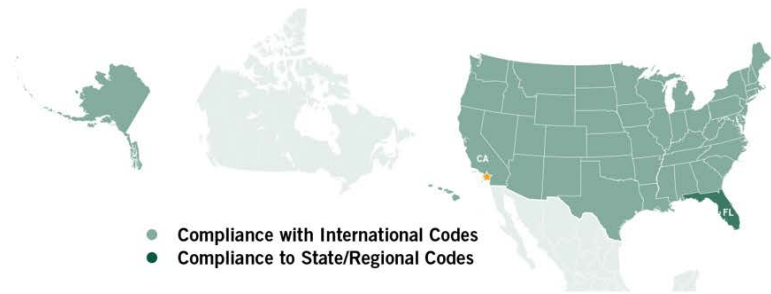 CA
FL
Compliance with International Codes
Compliance to State/Regional Codes